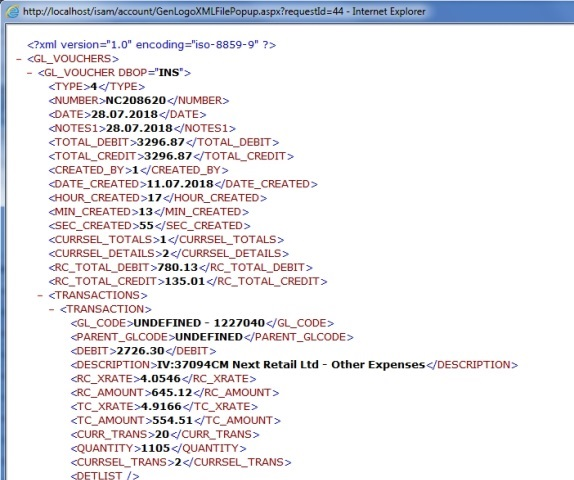 http://localhost/isam/account/GenLogoXMLFilePopup.aspx?requestId=44 - Internet Explorer
<?xml version="1.0" encoding="iso-8859-9" ?>
- <GL_VOUCHERS>
- <GL_VOUCHER DBOP="INS">
<TYPE>4</TYPE>
<NUMBER>NC208620</NUMBER>
<DATE>28.07.2018</DATE>
<NOTES1>28.07.2018</NOTES1>
<TOTAL_DEBIT>3296.87</TOTAL_DEBIT>
<TOTAL_CREDIT>3296.87</TOTAL_CREDIT>
<CREATED_BY>1</CREATED_BY>
<DATE_CREATED>11.07.2018</DATE_CREATED>
<HOUR_CREATED>17</HOUR_CREATED>
<MIN_CREATED>13</MIN_CREATED>
<SEC_CREATED>55</SEC_CREATED>
<CURRSEL_TOTALS>1</CURRSEL_TOTALS>
<CURRSEL_DETAILS>2</CURRSEL_DETAILS>
<RC_TOTAL_DEBIT>780.13</RC_TOTAL_DEBIT>
<RC_TOTAL_CREDIT>135.01</RC_TOTAL_CREDIT>
- <TRANSACTIONS>
- <TRANSACTION>
<GL_CODE>UNDEFINED - 1227040</GL_CODE>
<PARENT_GLCODE>UNDEFINED</PARENT_GLCODE>
<DEBIT>2726.30</DEBIT>
<DESCRIPTION>IV:37094CM Next Retail Ltd - Other Expenses</DESCRIPTION>
<RC_XRATE>4.0546</RC_XRATE>
<RC_AMOUNT>645.12</RC_AMOUNT>
<TC_XRATE>4.9166</TC_XRATE>
<TC_AMOUNT>554.51</TC_AMOUNT>
<CURR_TRANS>20</CURR_TRANS>
<QUANTITY>1105</QUANTITY>
<CURRSEL_TRANS>2</CURRSEL_TRANS>
<DETLIST />